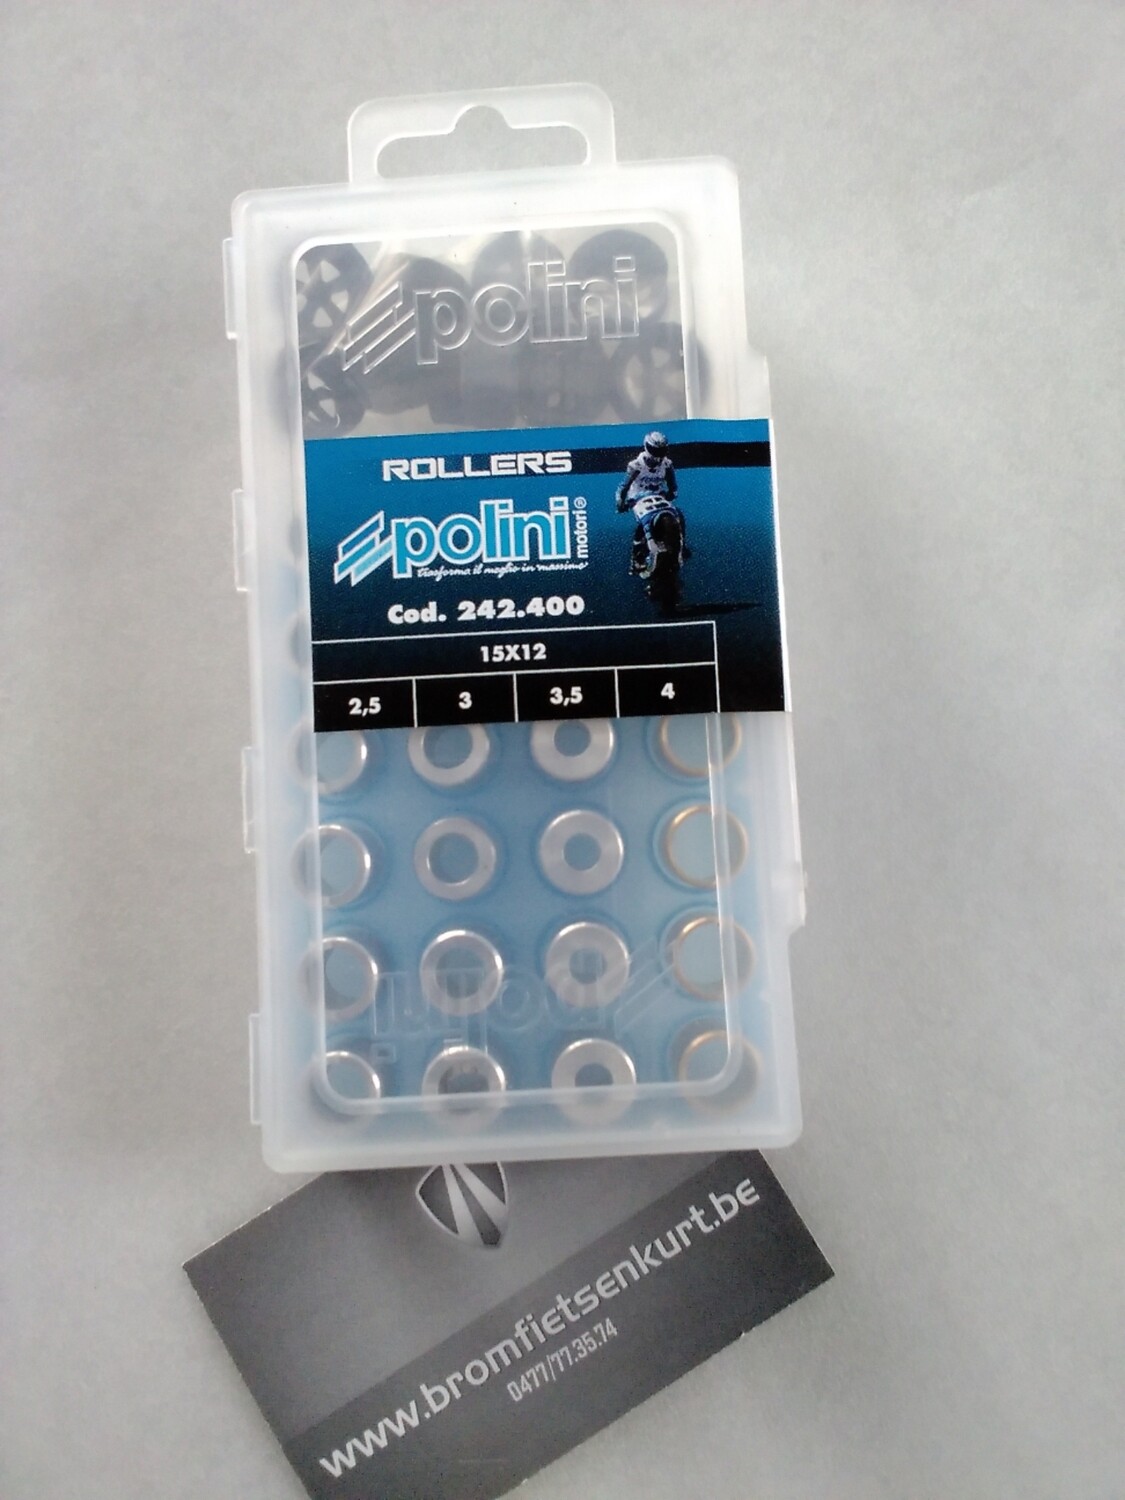 polini
ROLLERS
polini motori®
trasforma il meglio in massimo
Cod. 242.400
15X12
2,5 3 3,5 4
polini
www.bromfietsenkurt.be
0477/77.35.74